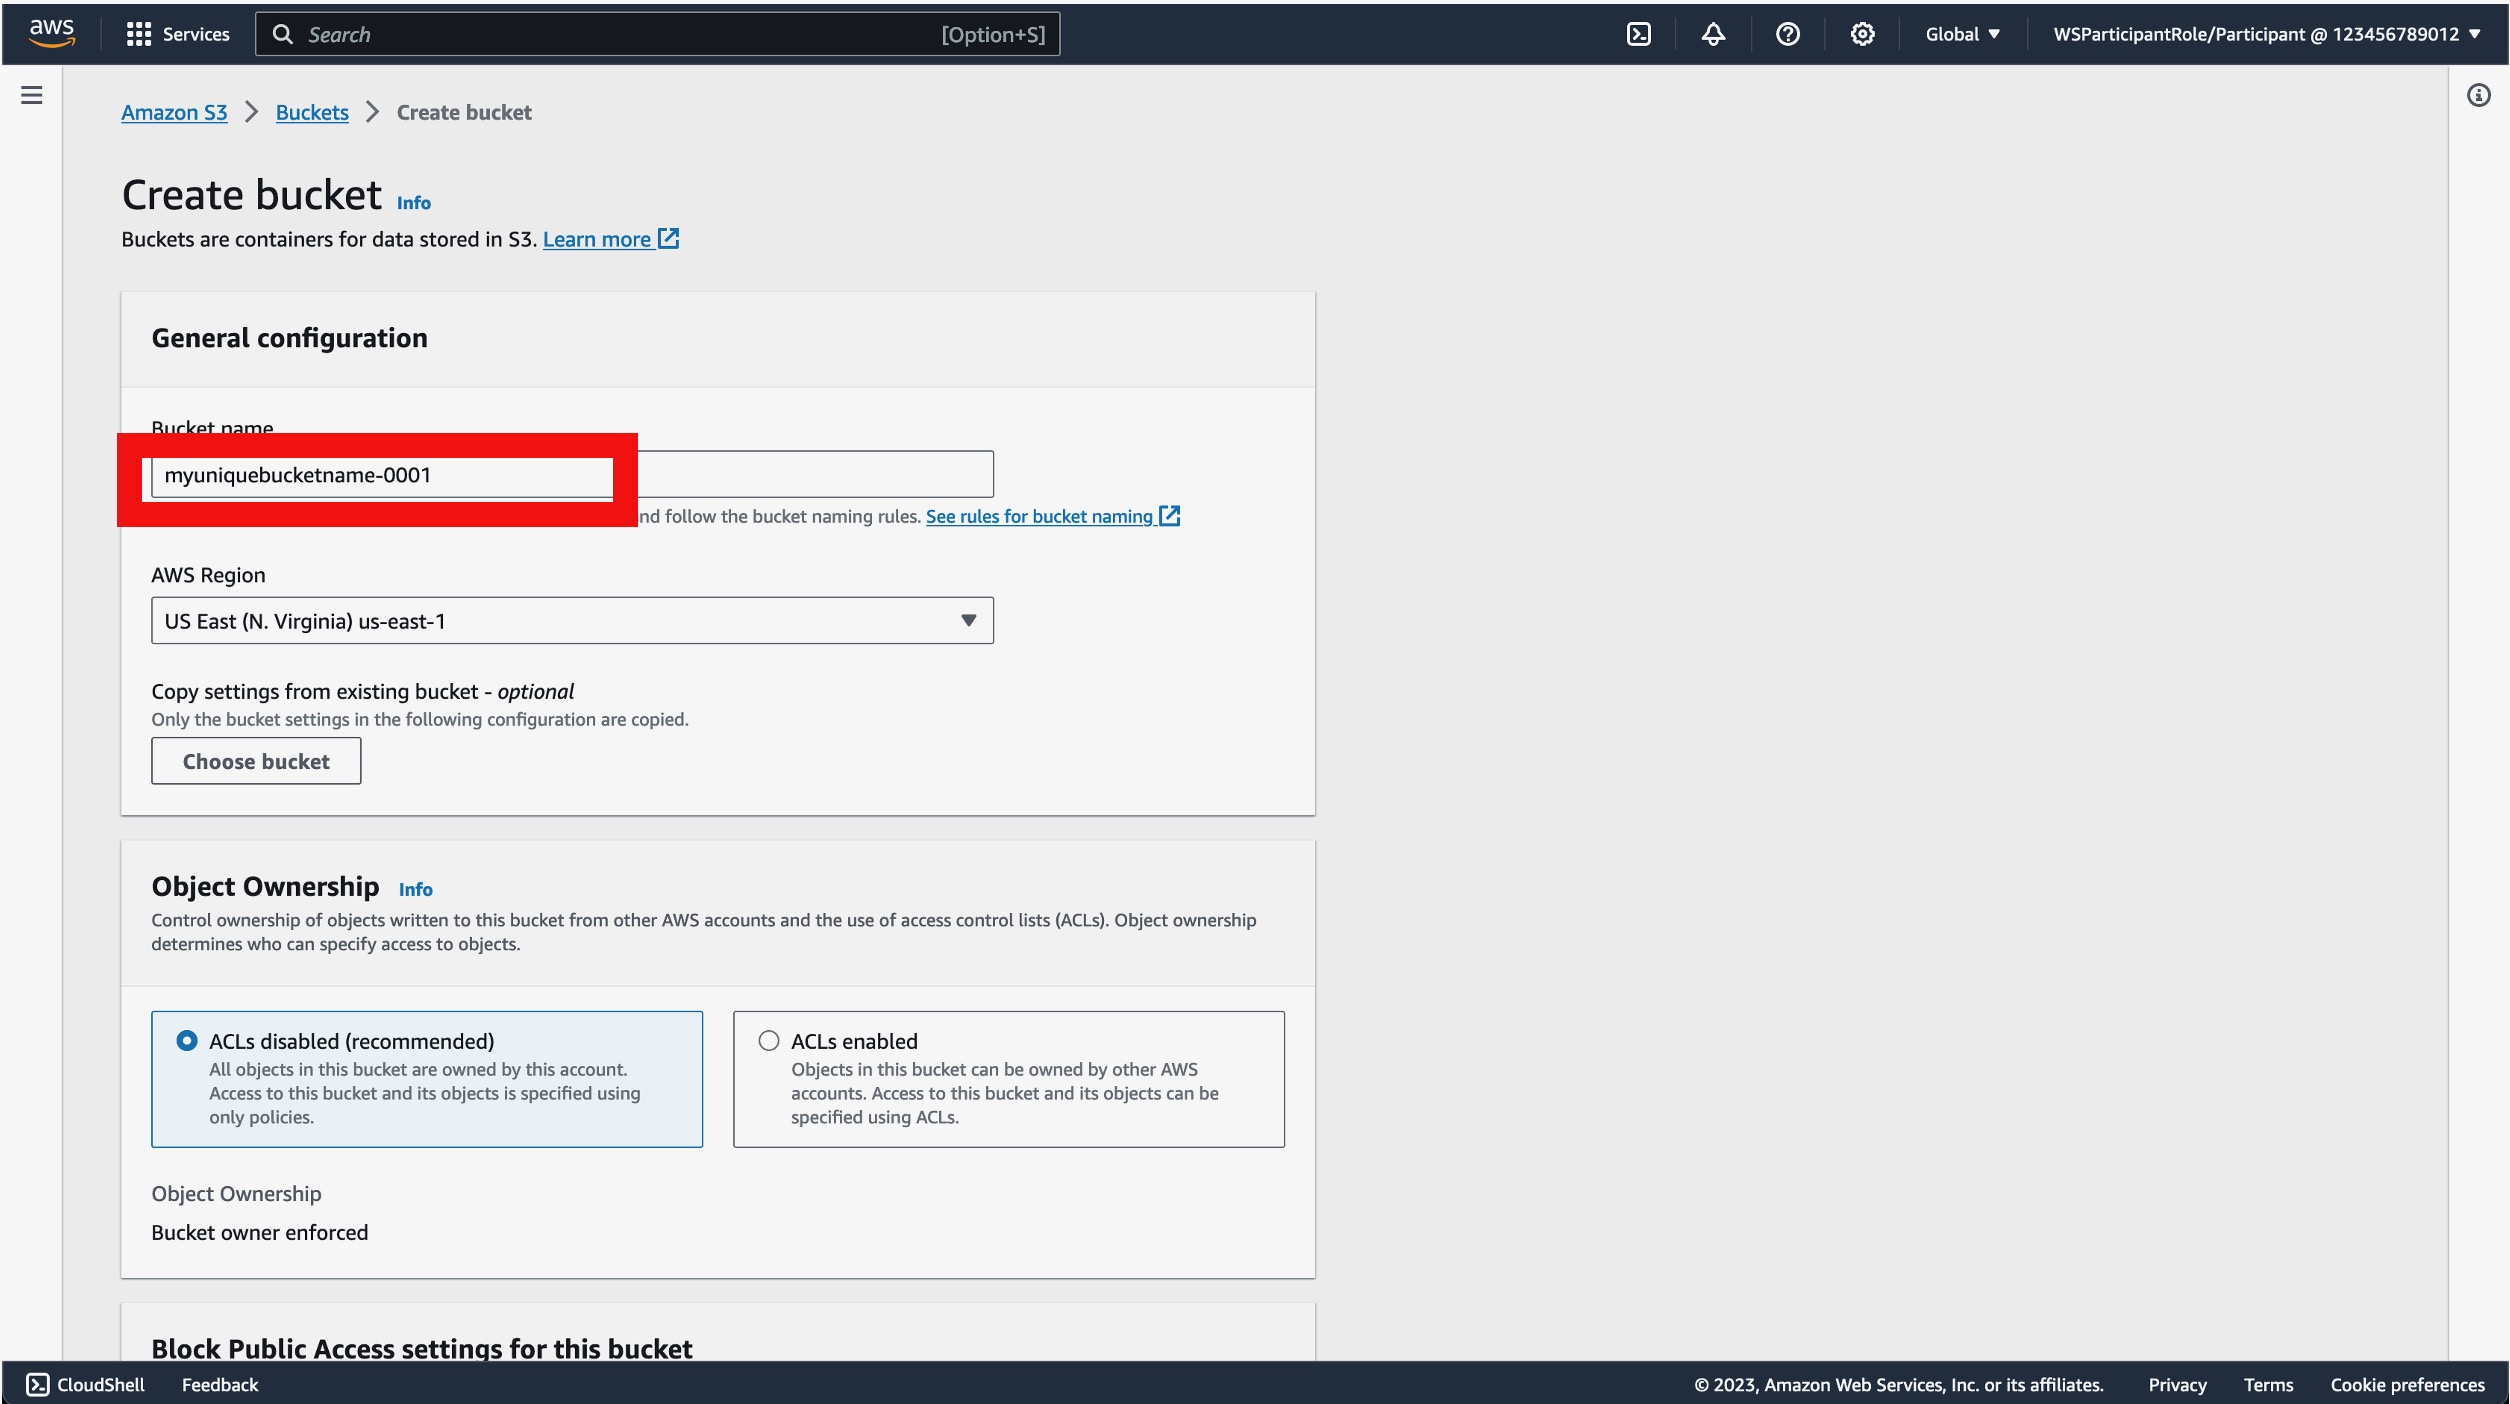 aws
Services
Search
[Option+S]
Global
WSParticipantRole/Participant @ 123456789012
Amazon S3
Buckets
Create bucket
Create bucket
Info
Buckets are containers for data stored in S3. Learn more
General configuration
Bucket name
myuniquebucketname-0001
follow the bucket naming rules. See rules for bucket naming
AWS Region
US East (N. Virginia) us-east-1
Copy settings from existing bucket - optional
Only the bucket settings in the following configuration are copied.
Choose bucket
Object Ownership
Info
Control ownership of objects written to this bucket from other AWS accounts and the use of access control lists (ACLs). Object ownership
determines who can specify access to objects.
ACLs disabled (recommended)
All objects in this bucket are owned by this account.
Access to this bucket and its objects is specified using
only policies.
ACLs enabled
Objects in this bucket can be owned by other AWS
accounts. Access to this bucket and its objects can be
specified using ACLs.
Object Ownership
Bucket owner enforced
Block Public Access settings for this bucket
CloudShell
Feedback
© 2023, Amazon Web Services, Inc. or its affiliates.
Privacy
Terms
Cookie preferences